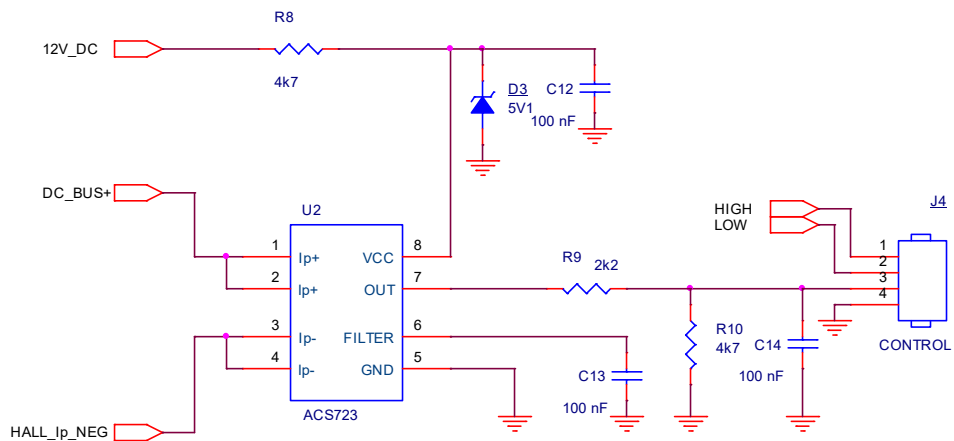 R8
12V_DC
4k7
D3
5V1
C12
100 nF
DC_BUS+
U2
HIGH
LOW
J4
1 Ip+ VCC 8
2 Ip+ OUT 7
3 Ip- FILTER 6
4 Ip- GND 5
ACS723
R9
2k2
1
2
3
4
CONTROL
R10
4k7
C14
100 nF
C13
100 nF
HALL_Ip_NEG